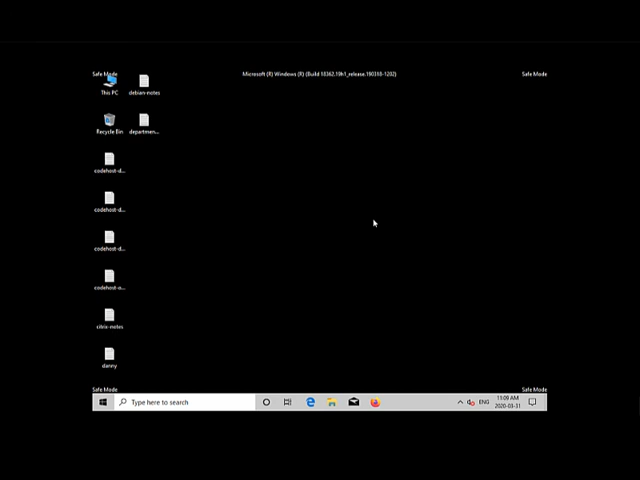 Safe Mode
Microsoft (R) Windows (R) (Build 18362.19h1_release.190318-1202)
Safe Mode
This PC
debian-notes
Recycle Bin
departmen...
codehost-d...
codehost-d...
codehost-d...
codehost-a...
citrix-notes
danny
Safe Mode
Safe Mode
Type here to search
ENG
11:09 AM
2020-03-31